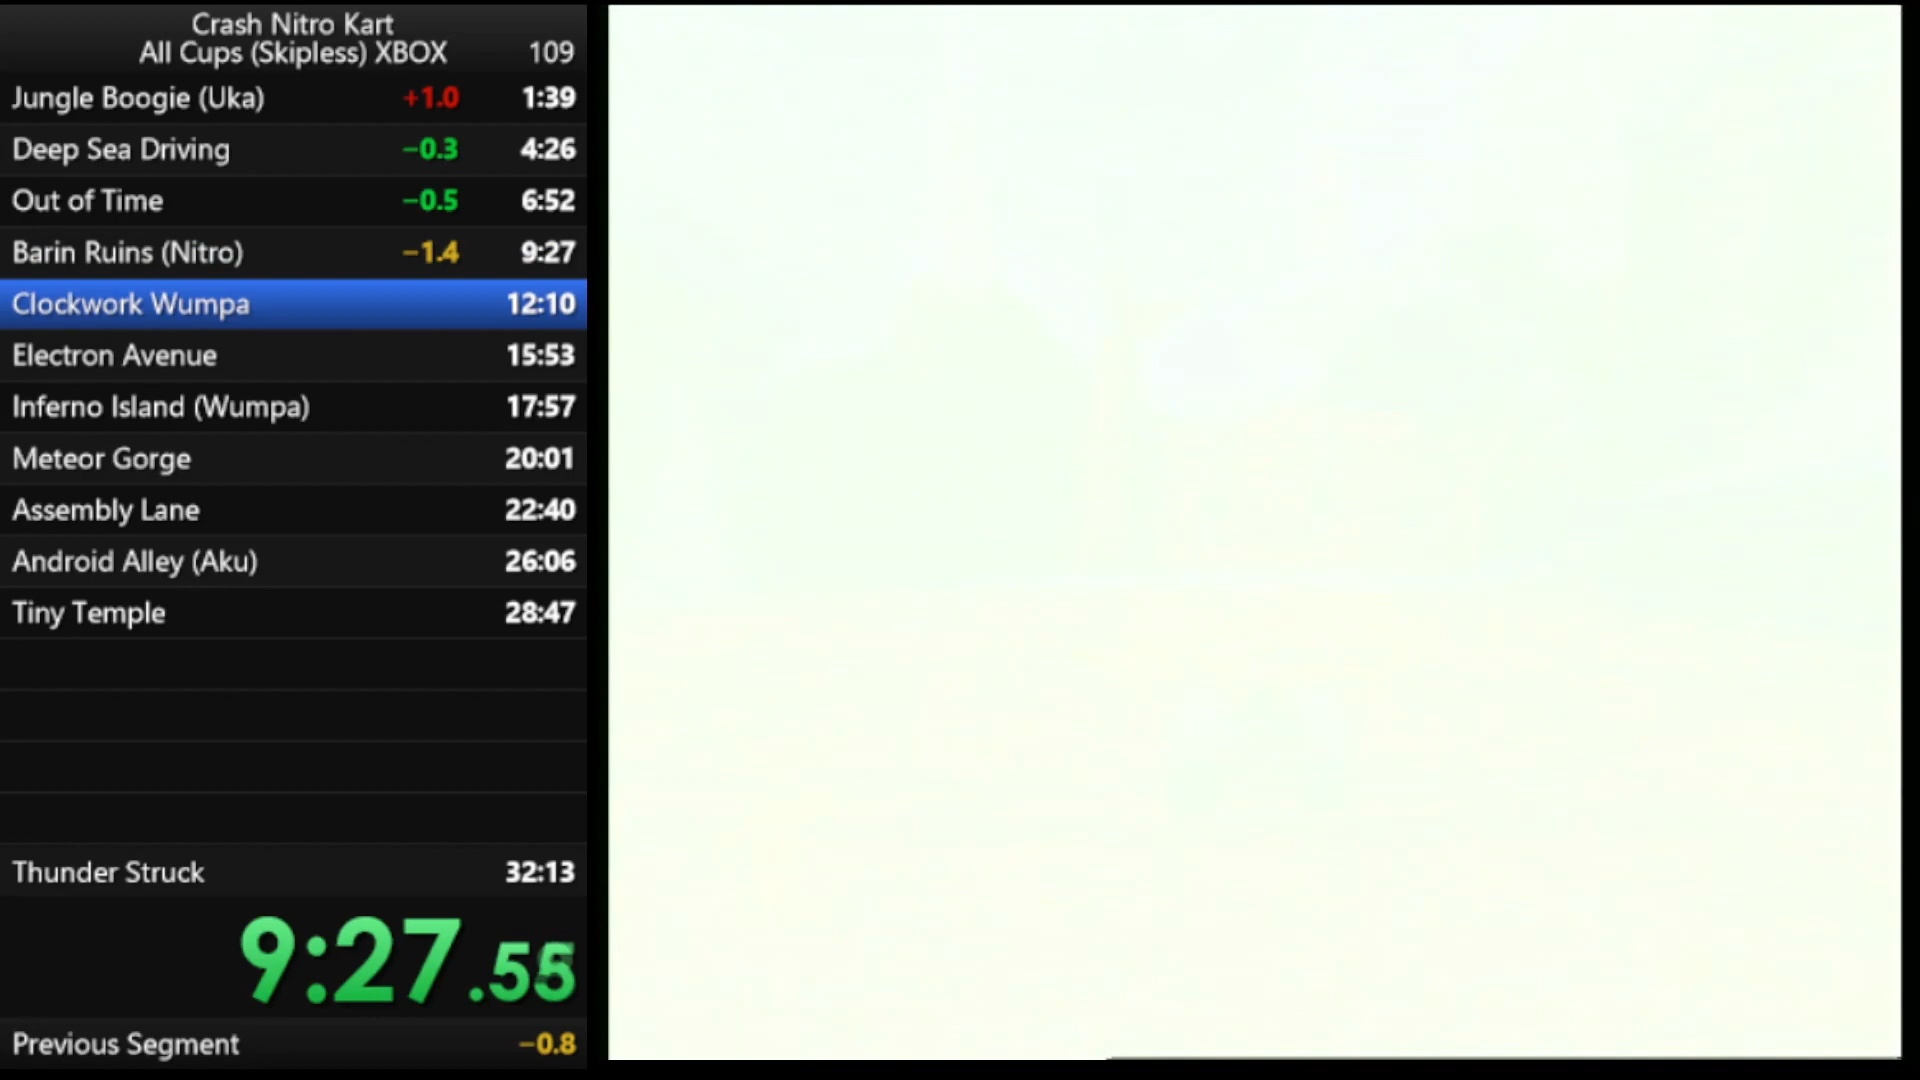 Crash Nitro Kart
All Cups (Skipless) XBOX 109
Jungle Boogie (Uka) +1.0 1:39
Deep Sea Driving −0.3 4:26
Out of Time −0.5 6:52
Barin Ruins (Nitro) −1.4 9:27
Clockwork Wumpa 12:10
Electron Avenue 15:53
Inferno Island (Wumpa) 17:57
Meteor Gorge 20:01
Assembly Lane 22:40
Android Alley (Aku) 26:06
Tiny Temple 28:47
Thunder Struck 32:13
9:27.55
Previous Segment −0.8